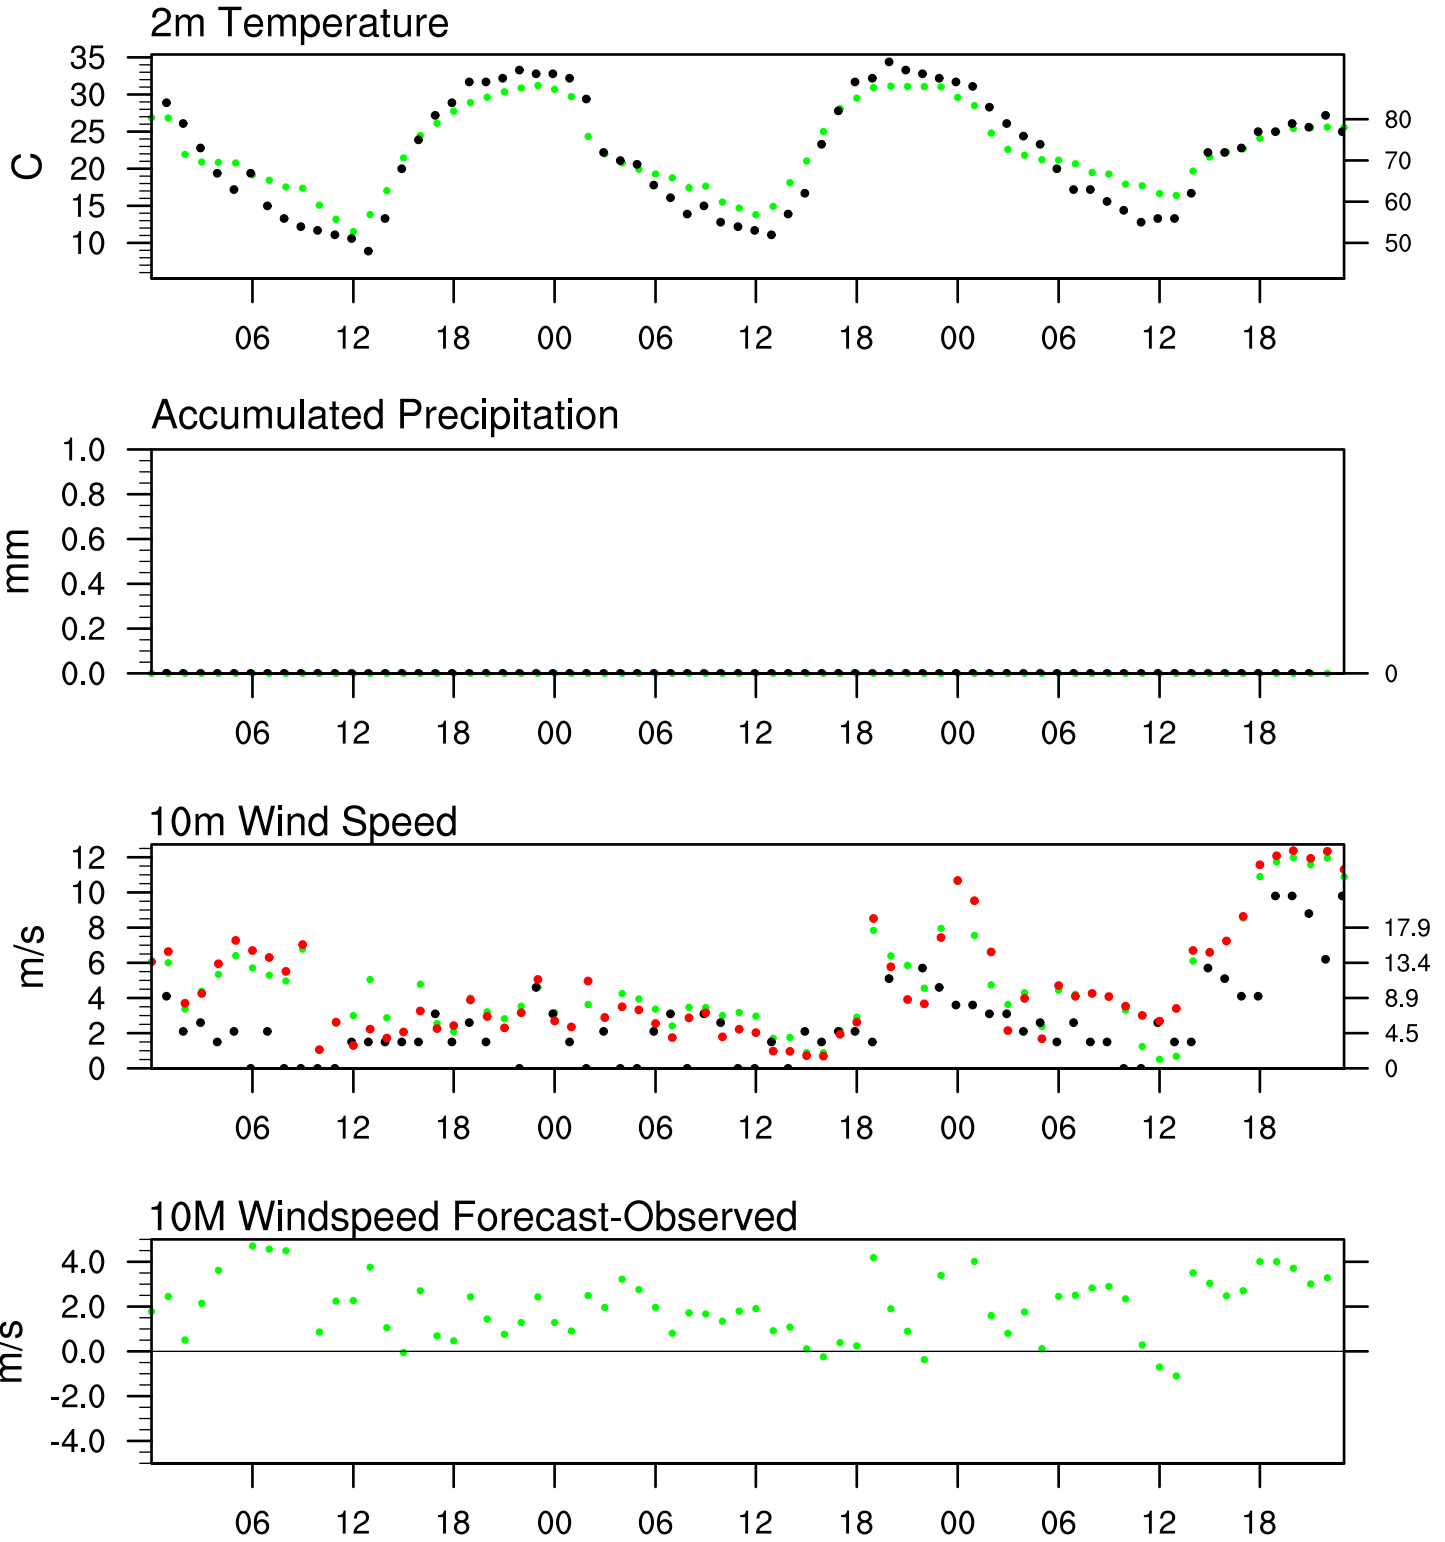 2m Temperature
35
30
25
20
15
10
C
80
70
60
50
06 12 18 00 06 12 18 00 06 12 18
Accumulated Precipitation
1.0
0.8
0.6
0.4
0.2
0.0
mm
0
06 12 18 00 06 12 18 00 06 12 18
10m Wind Speed
12
10
8
6
4
2
0
m/s
17.9
13.4
8.9
4.5
0
06 12 18 00 06 12 18 00 06 12 18
10M Windspeed Forecast-Observed
4.0
2.0
0.0
-2.0
-4.0
m/s
06 12 18 00 06 12 18 00 06 12 18